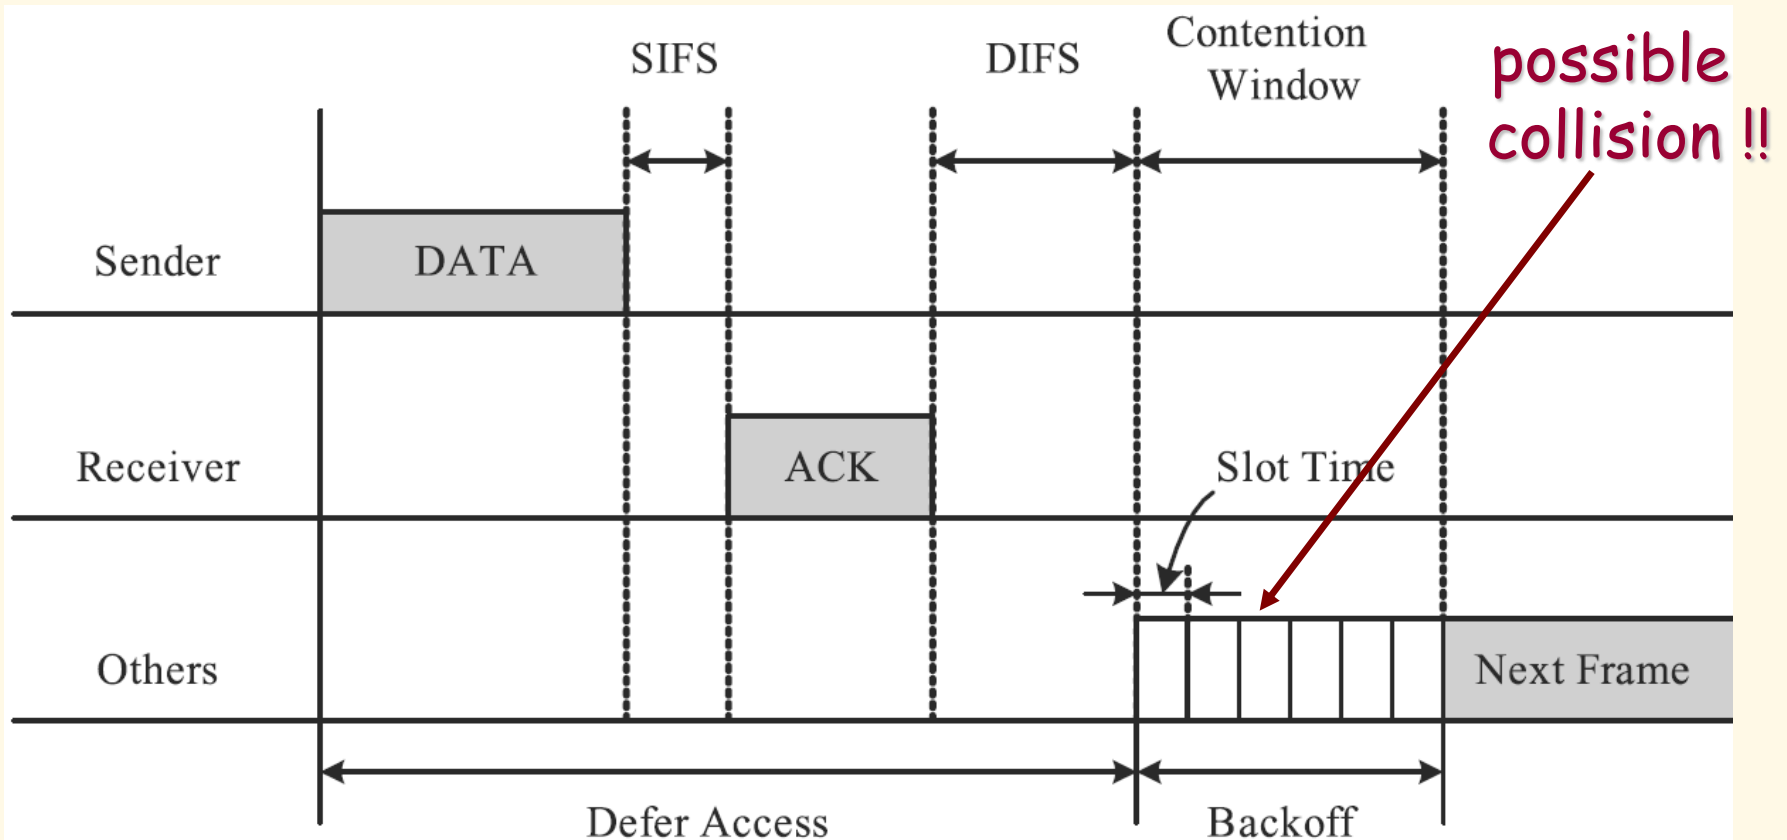 SIFS
DIFS
Contention
Window
possible
collision !!
Sender
DATA
Receiver
ACK
Slot Time
Others
Next Frame
Defer Access
Backoff